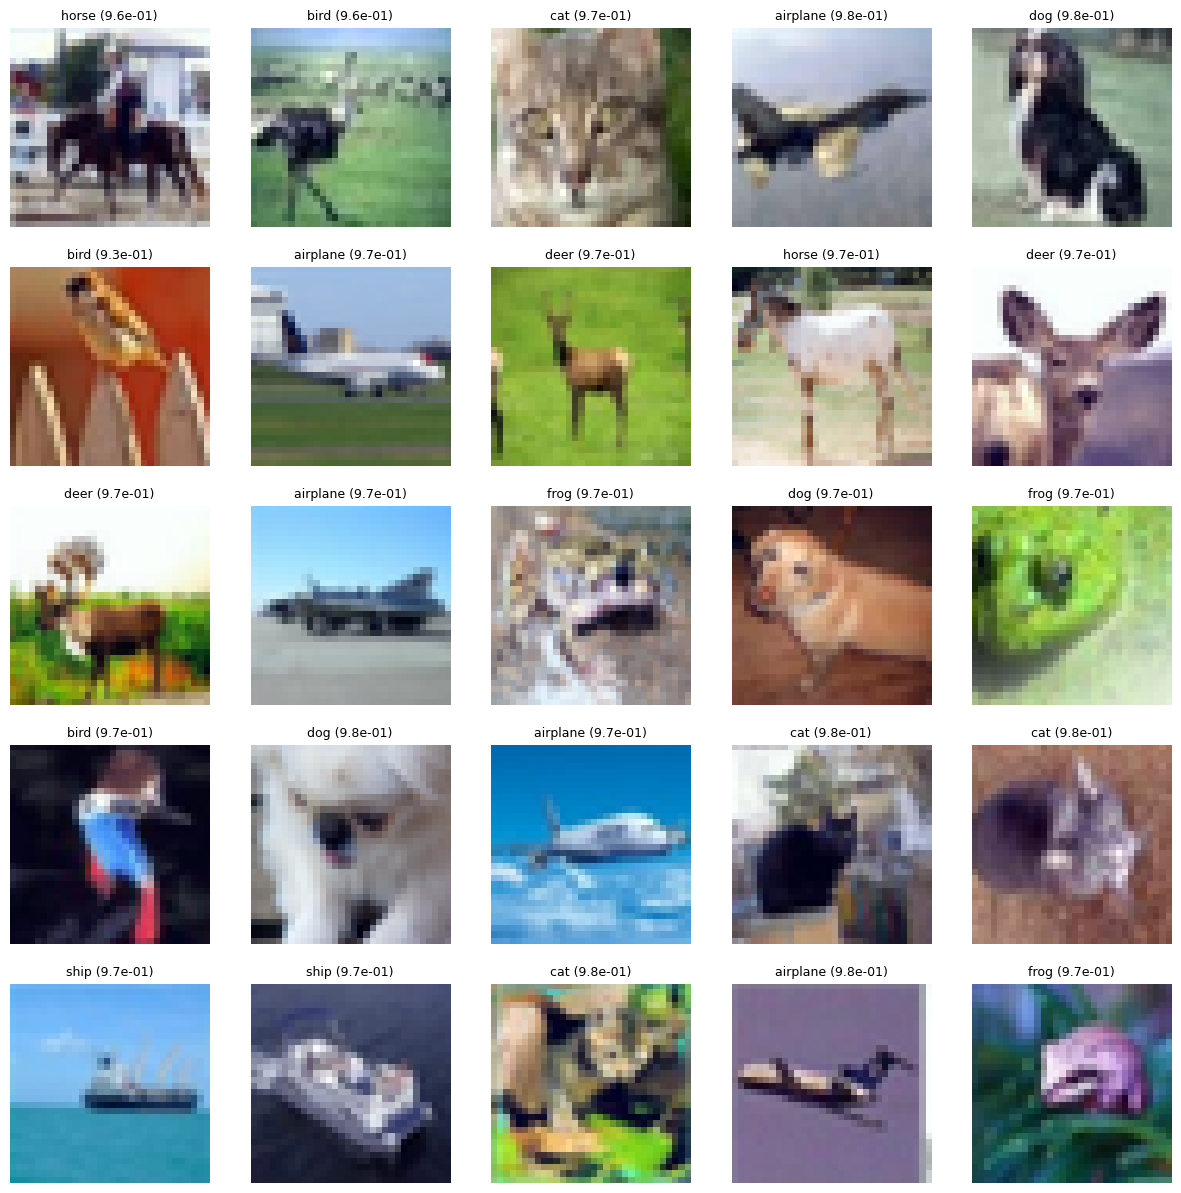 horse (9.6e-01)
bird (9.6e-01)
cat (9.7e-01)
airplane (9.8e-01)
dog (9.8e-01)
bird (9.3e-01)
airplane (9.7e-01)
deer (9.7e-01)
horse (9.7e-01)
deer (9.7e-01)
deer (9.7e-01)
airplane (9.7e-01)
frog (9.7e-01)
dog (9.7e-01)
frog (9.7e-01)
bird (9.7e-01)
dog (9.8e-01)
airplane (9.7e-01)
cat (9.8e-01)
cat (9.8e-01)
ship (9.7e-01)
ship (9.7e-01)
cat (9.8e-01)
airplane (9.8e-01)
frog (9.7e-01)